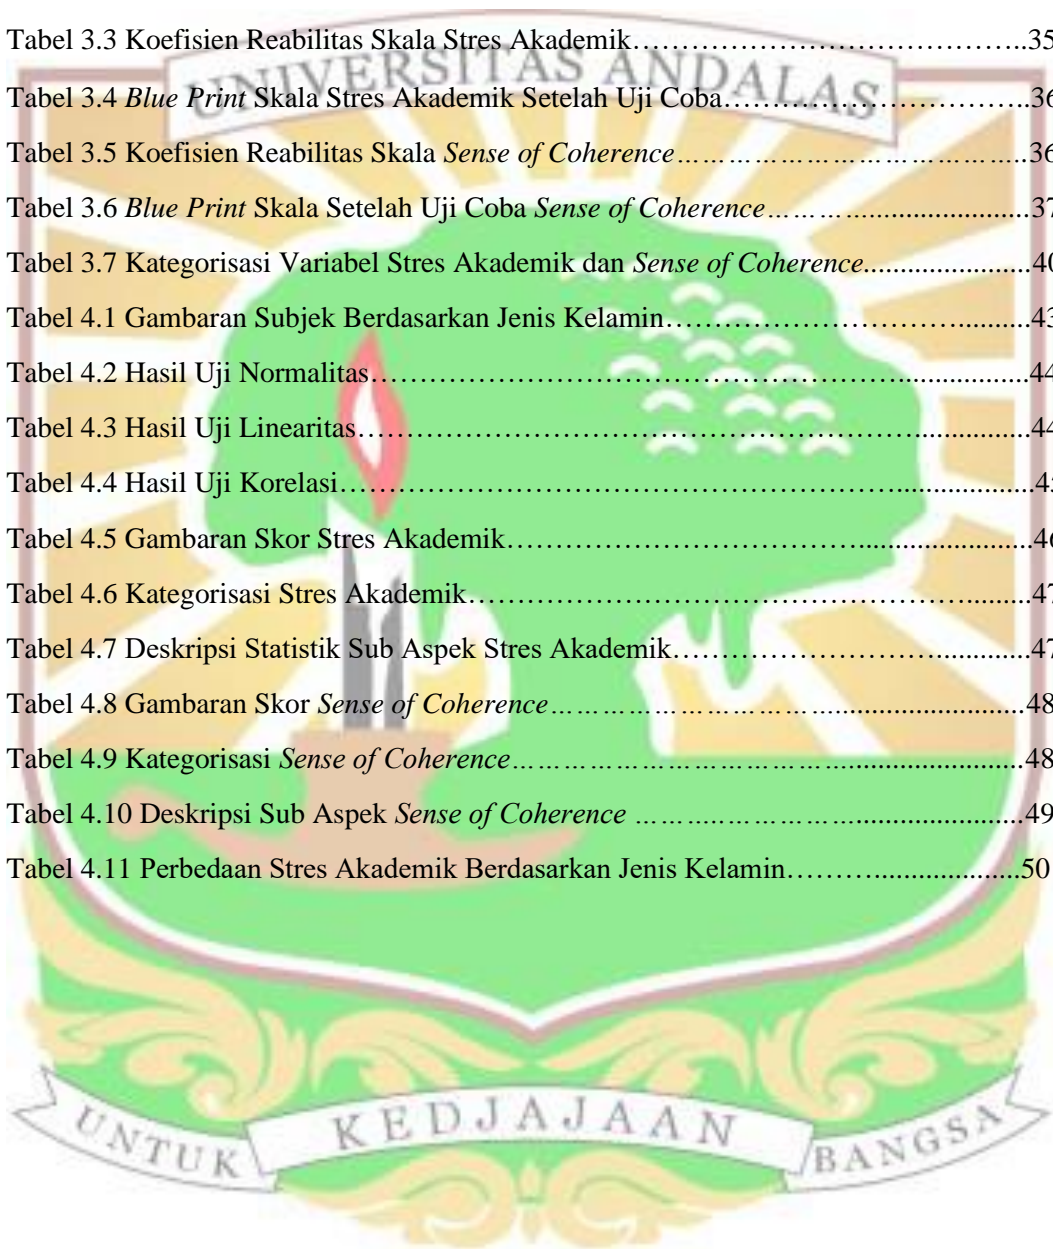 Tabel 3.3 Koefisien Reabilitas Skala Stres Akademik…………………………………..35
UNIVERSITAS ANDALAS
Tabel 3.4 Blue Print Skala Stres Akademik Setelah Uji Coba…………………………..36
Tabel 3.5 Koefisien Reabilitas Skala Sense of Coherence………………………………..36
Tabel 3.6 Blue Print Skala Setelah Uji Coba Sense of Coherence………….....................37
Tabel 3.7 Kategorisasi Variabel Stres Akademik dan Sense of Coherence.......................40
Tabel 4.1 Gambaran Subjek Berdasarkan Jenis Kelamin………………………..............43
Tabel 4.2 Hasil Uji Normalitas……………………………………………......................44
Tabel 4.3 Hasil Uji Linearitas………………………………………………...................44
Tabel 4.4 Hasil Uji Korelasi………………………………………………......................45
Tabel 4.5 Gambaran Skor Stres Akademik………………………………........................46
Tabel 4.6 Kategorisasi Stres Akademik………………………………………….............47
Tabel 4.7 Deskripsi Statistik Sub Aspek Stres Akademik……………………..................47
Tabel 4.8 Gambaran Skor Sense of Coherence………………………….........................48
Tabel 4.9 Kategorisasi Sense of Coherence……………………………..........................48
Tabel 4.10 Deskripsi Sub Aspek Sense of Coherence …………………..........................49
Tabel 4.11 Perbedaan Stres Akademik Berdasarkan Jenis Kelamin………......................50
UNTUK KEDJAJAAN BANGSA